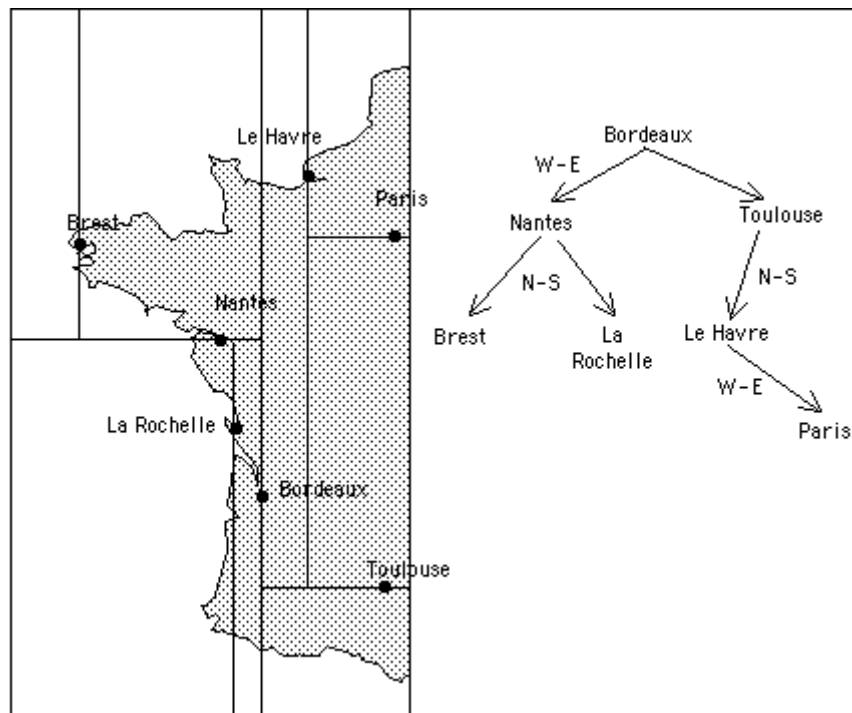 Le Havre
Paris
Brest
Nantes
La Rochelle
Bordeaux
Toulouse
Bordeaux
W-E
Nantes
Toulouse
N-S
N-S
Brest
La
Rochelle
Le Havre
W-E
Paris